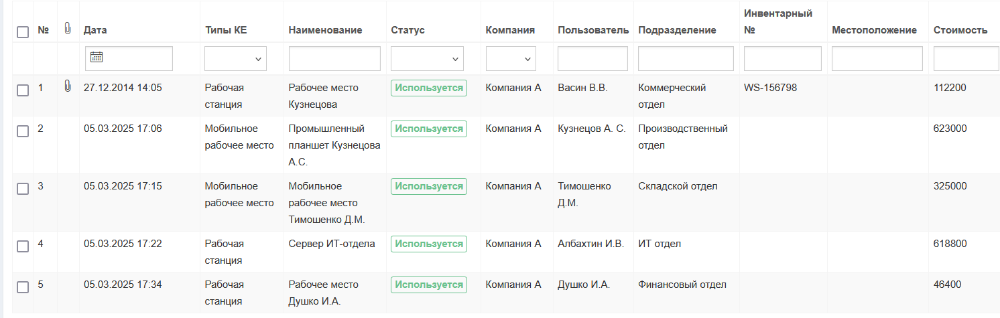 Инвентарный
№ Дата Типы КЕ Наименование Статус Компания Пользователь Подразделение № Местоположение Стоимость
1 27.12.2014 14:05 Рабочая Рабочее место Используется Компания А Васин В.В. Коммерческий WS-156798 112200
станция Кузнецова отдел
2 05.03.2025 17:06 Мобильное Промышленный Используется Компания А Кузнецов А. С. Производственный 623000
рабочее место планшет Кузнецова отдел
А.С.
3 05.03.2025 17:15 Мобильное Мобильное Используется Компания А Тимошенко Складской отдел 325000
рабочее место рабочее место Д.М.
Тимошенко Д.М.
4 05.03.2025 17:22 Рабочая Сервер ИТ-отдела Используется Компания А Албахтин И.В. ИТ отдел 618800
станция
5 05.03.2025 17:34 Рабочая Рабочее место Используется Компания А Душко И.А. Финансовый отдел 46400
станция Душко И.А.